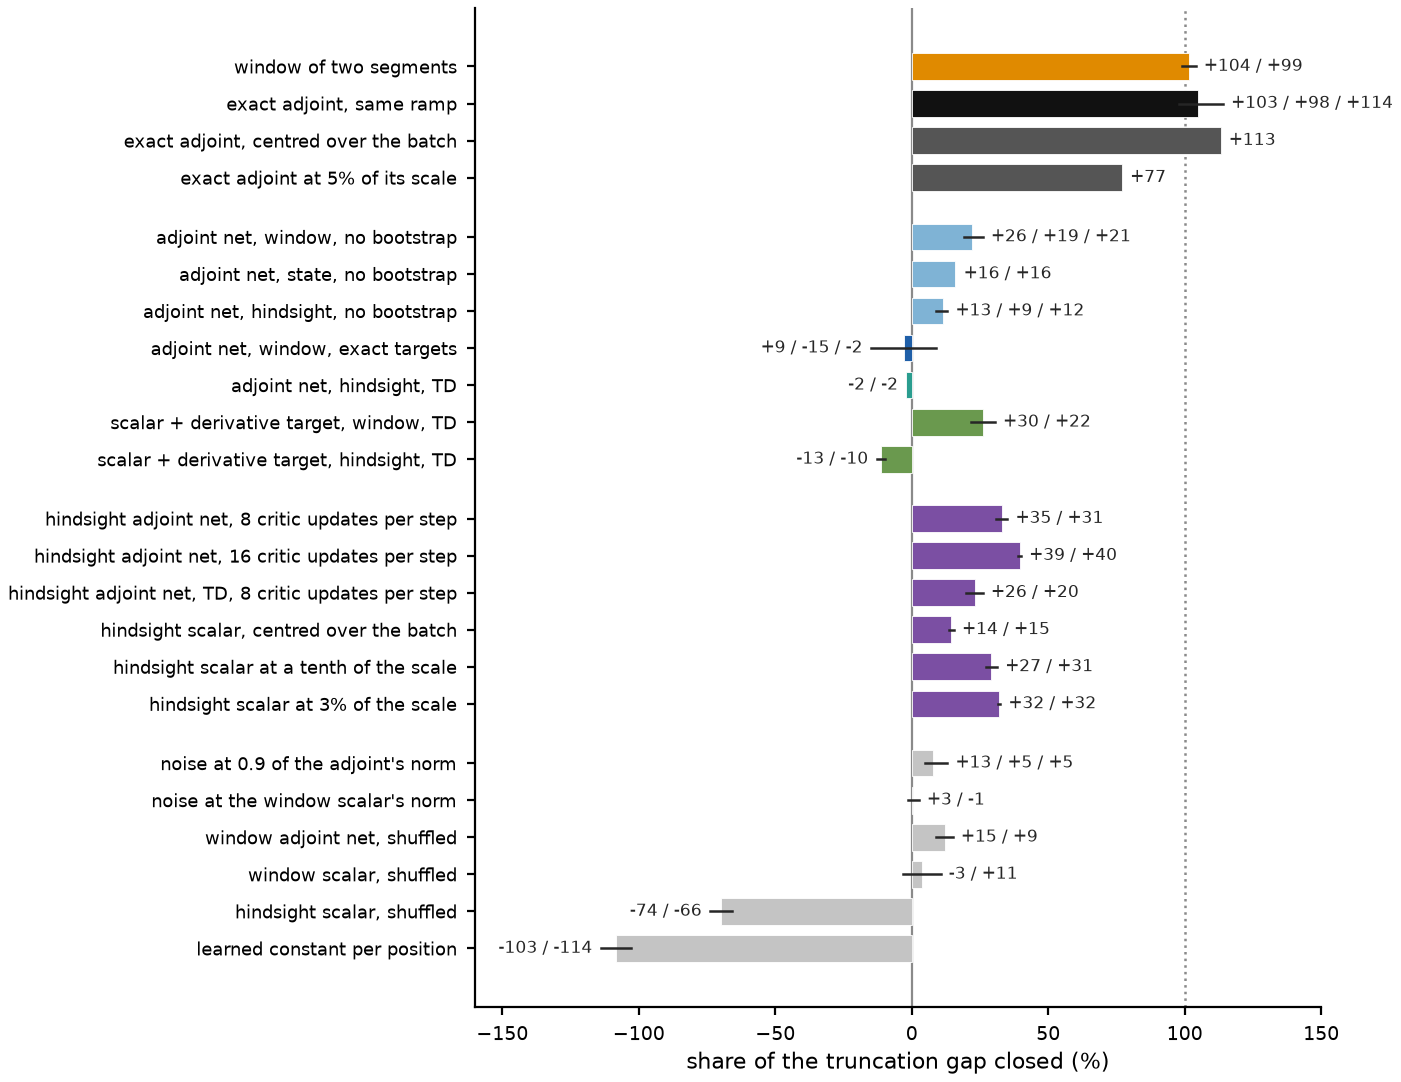 window of two segments +104 / +99
exact adjoint, same ramp +103 / +98 / +114
exact adjoint, centred over the batch +113
exact adjoint at 5% of its scale +77
adjoint net, window, no bootstrap +26 / +19 / +21
adjoint net, state, no bootstrap +16 / +16
adjoint net, hindsight, no bootstrap +13 / +9 / +12
adjoint net, window, exact targets +9 / -15 / -2
adjoint net, hindsight, TD -2 / -2
scalar + derivative target, window, TD +30 / +22
scalar + derivative target, hindsight, TD -13 / -10
hindsight adjoint net, 8 critic updates per step +35 / +31
hindsight adjoint net, 16 critic updates per step +39 / +40
hindsight adjoint net, TD, 8 critic updates per step +26 / +20
hindsight scalar, centred over the batch +14 / +15
hindsight scalar at a tenth of the scale +27 / +31
hindsight scalar at 3% of the scale +32 / +32
noise at 0.9 of the adjoint's norm +13 / +5 / +5
noise at the window scalar's norm +3 / -1
window adjoint net, shuffled +15 / +9
window scalar, shuffled -3 / +11
hindsight scalar, shuffled -74 / -66
learned constant per position -103 / -114
−150 −100 −50 0 50 100 150
share of the truncation gap closed (%)